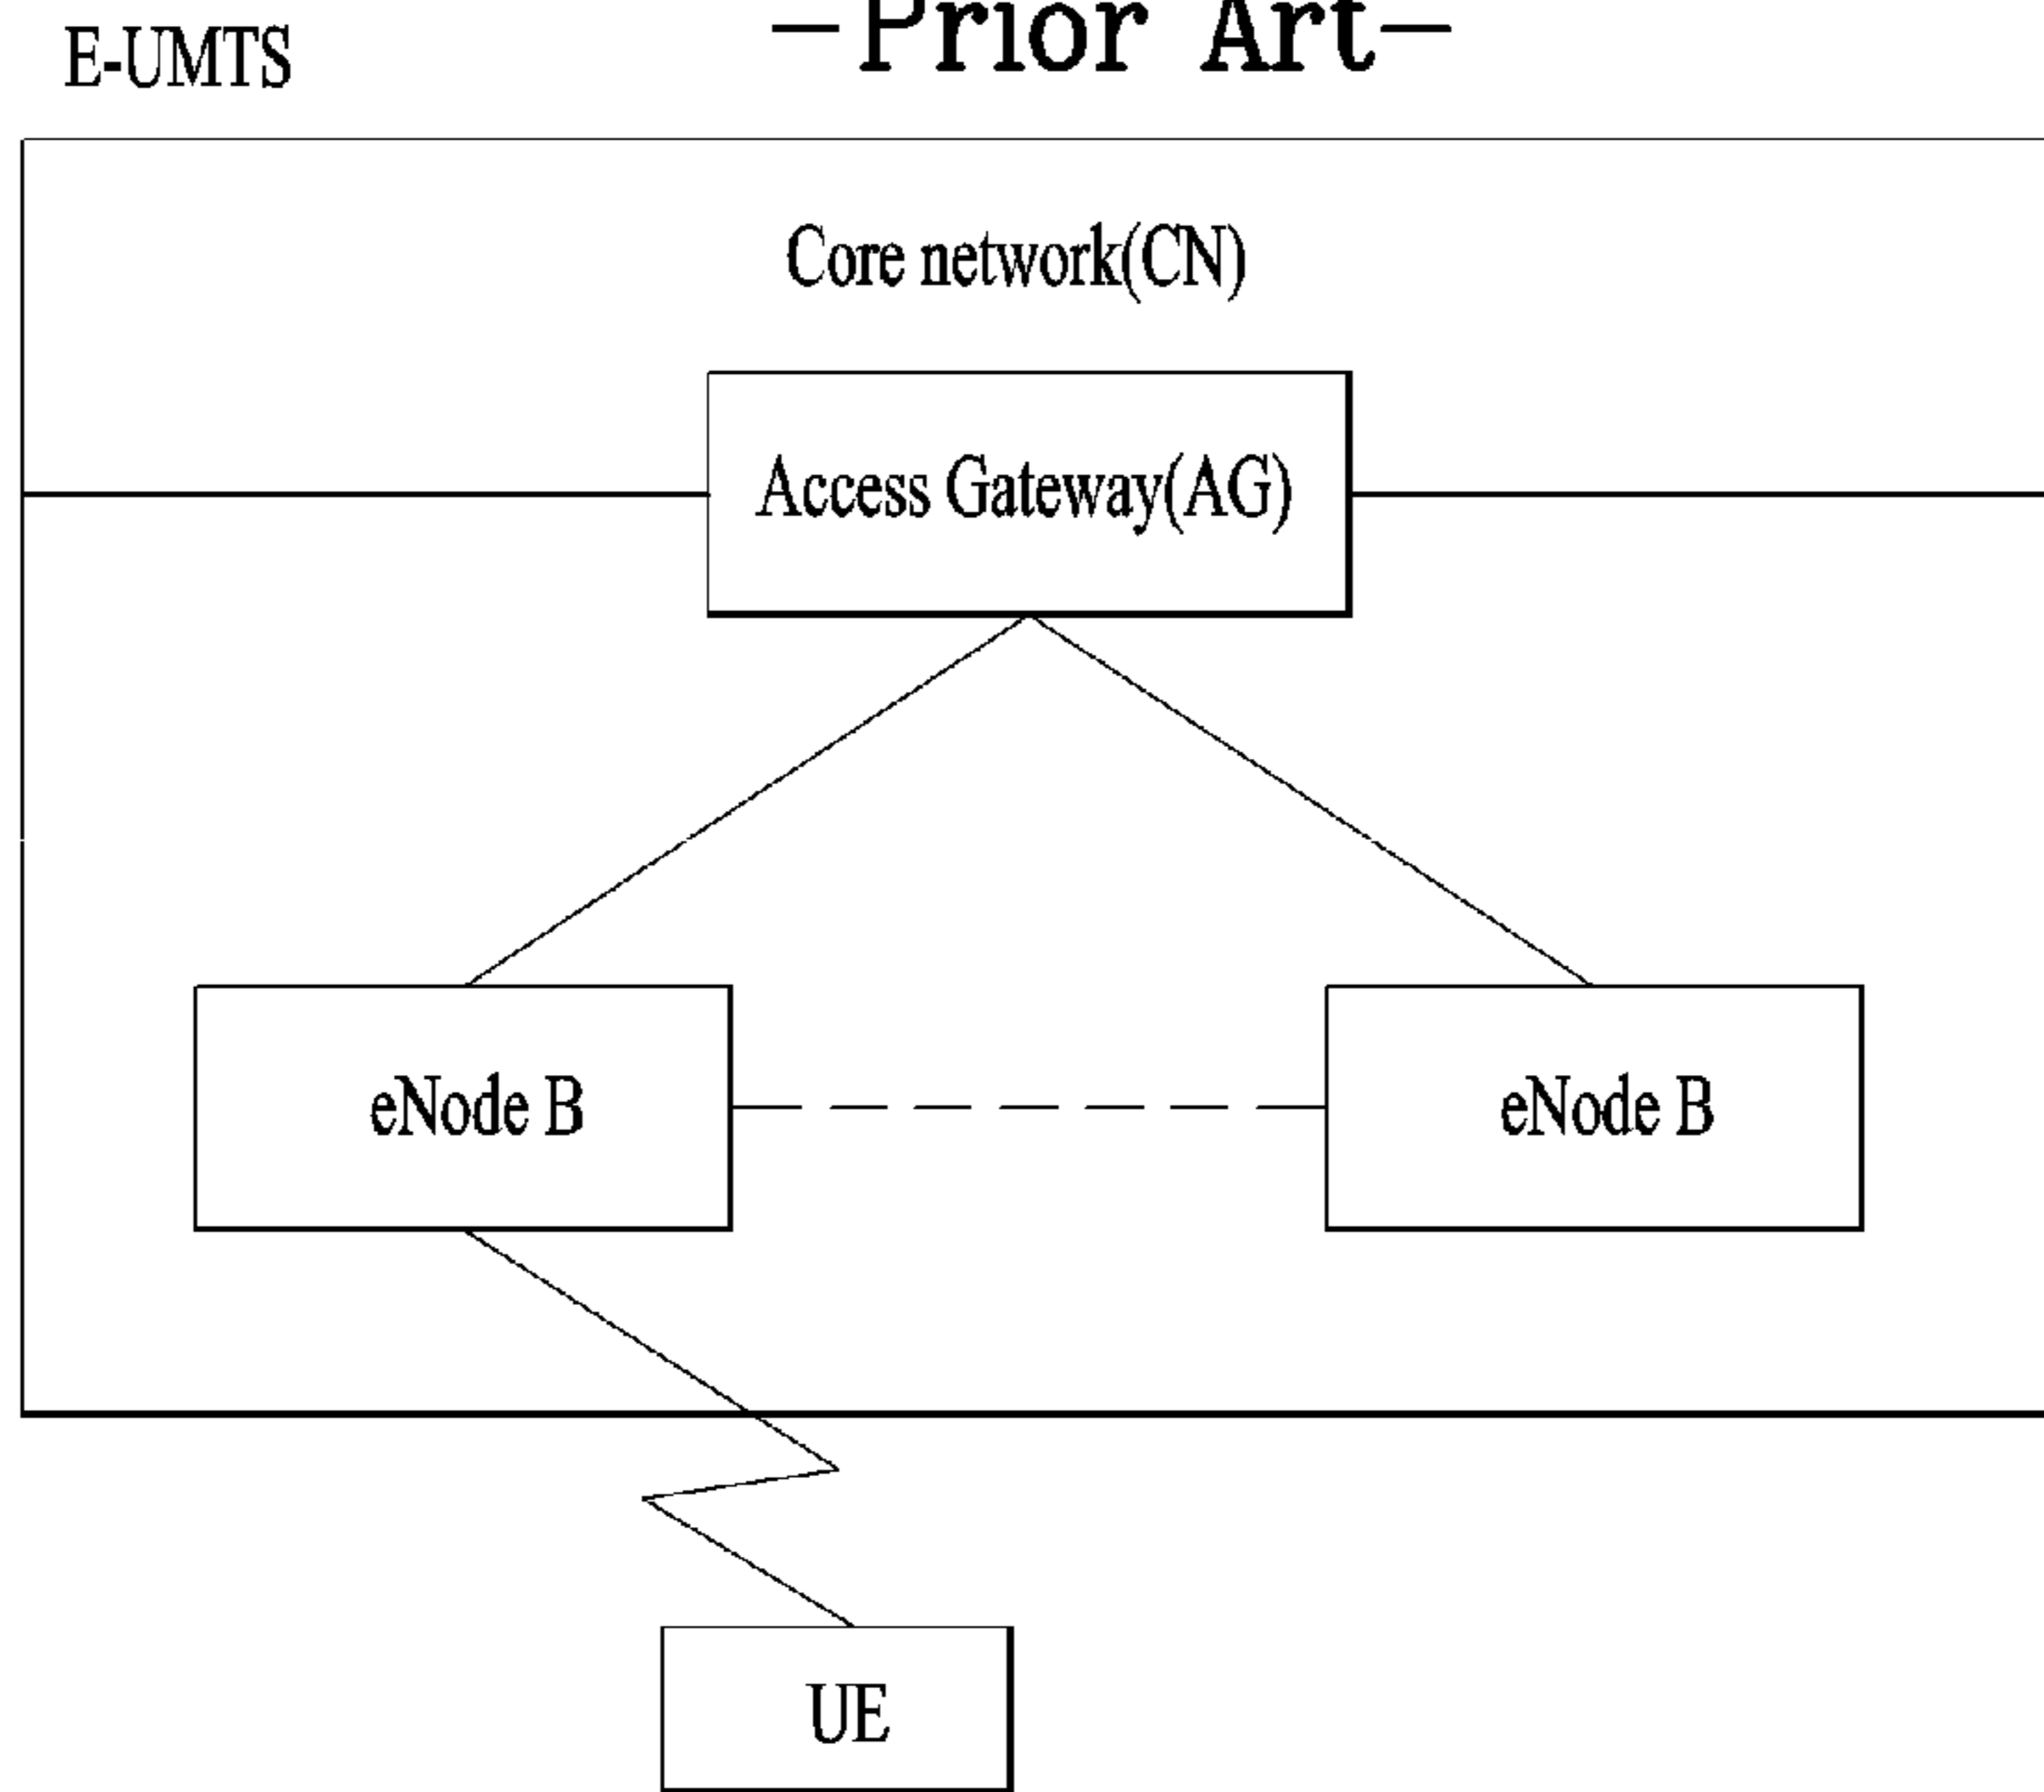 -Prior Art-
E-UMTS
Core network(CN)
Access Gateway(AG)
eNode B
eNode B
UE